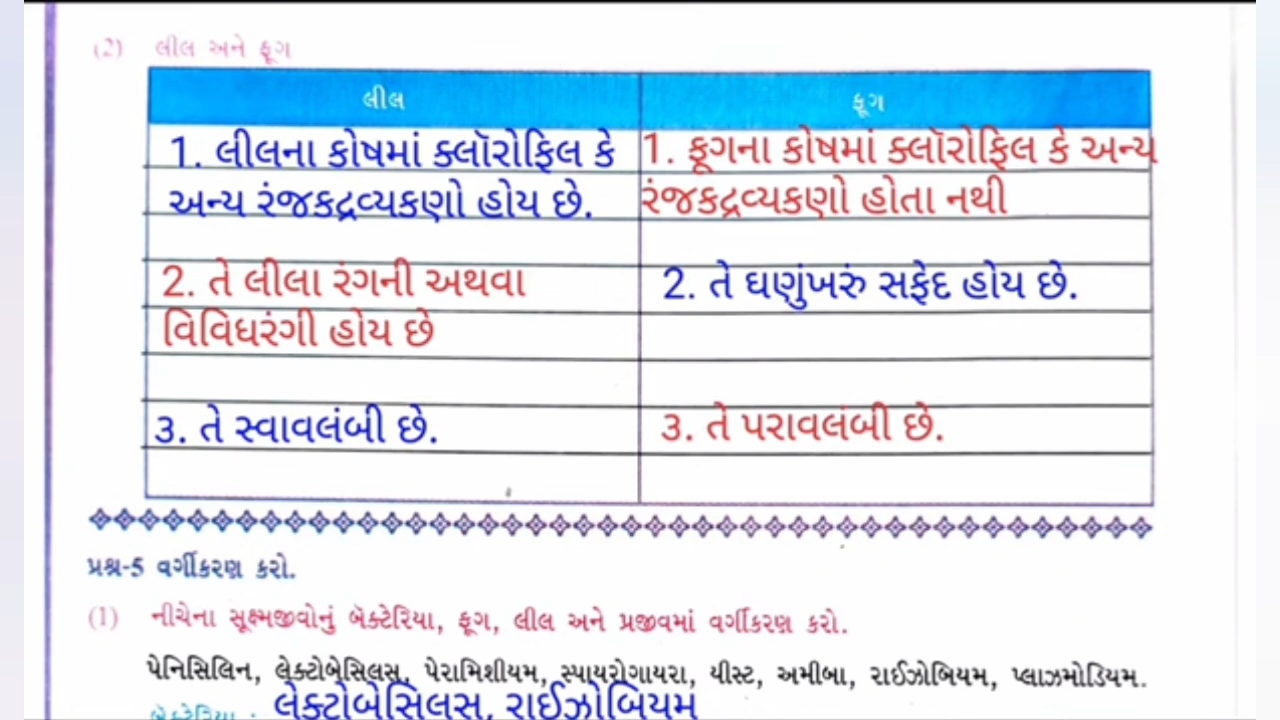 (2) લીલ અને ફૂગ
લીલ ફૂગ
1. લીલના કોષમાં ક્લૉરોફિલ કે 1. ફૂગના કોષમાં ક્લૉરોફિલ કે અન્ય
અન્ય રંજકદ્રવ્યકણો હોય છે. રંજકદ્રવ્યકણો હોતા નથી
2. તે લીલા રંગની અથવા 2. તે ઘણુંખરું સફેદ હોય છે.
વિવિધરંગી હોય છે
૩. તે સ્વાવલંબી છે. ૩. તે પરાવલંબી છે.
પ્રશ્ન-5 વર્ગીકરણ કરો.
(1) નીચેના સૂક્ષ્મજીવોનું બૅક્ટેરિયા, ફૂગ, લીલ અને પ્રજીવમાં વર્ગીકરણ કરો.
પેનિસિલિન, લેક્ટોબેસિલસ, પેરામિશીયમ, સ્પાયરોગાયરા, યીસ્ટ, અમીબા, રાઈઝોબિયમ, પ્લાઝમોડિયમ.
બૅક્ટેરિયા : લેક્ટોબેસિલસ, રાઈઝોબિયમ